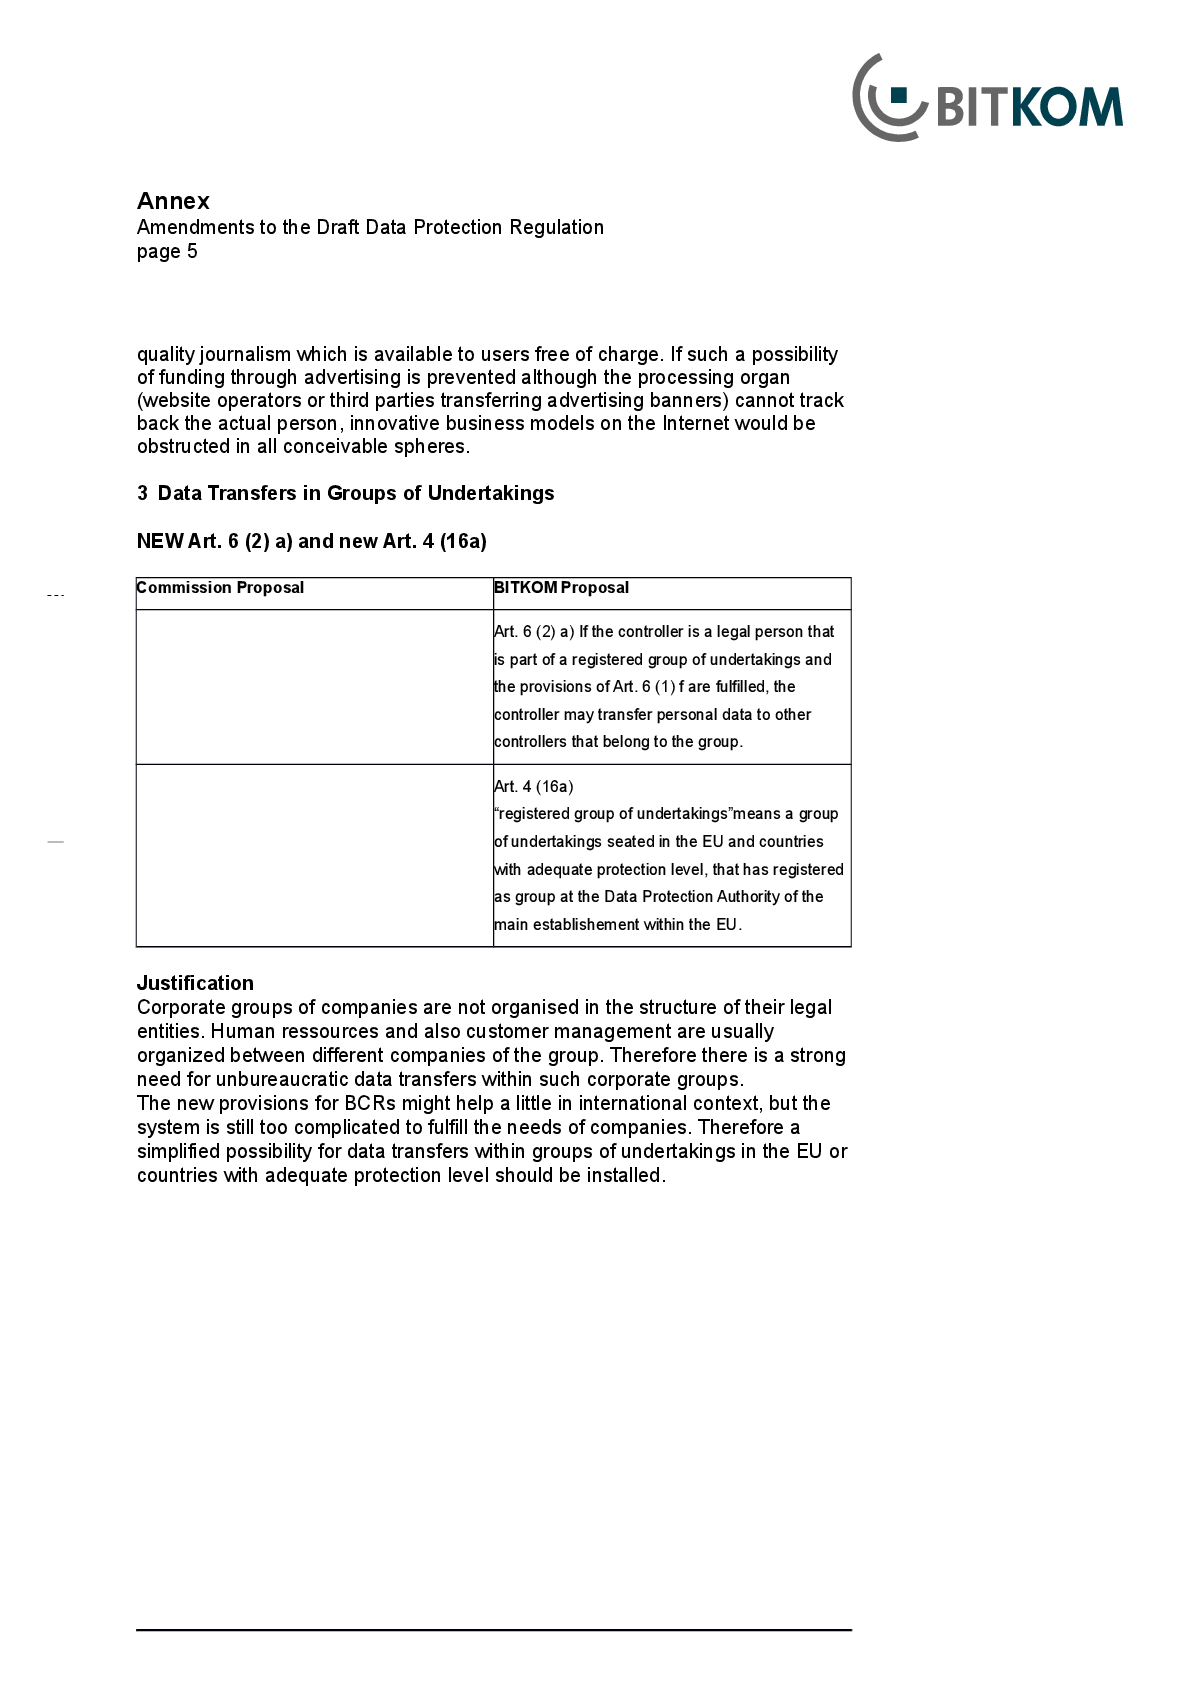 BITKOM
Annex
Amendments to the Draft Data Protection Regulation
page 5
quality journalism which is available to users free of charge. If such a possibility
of funding through advertising is prevented although the processing organ
(website operators or third parties transferring advertising banners) cannot track
back the actual person, innovative business models on the Internet would be
obstructed in all conceivable spheres.
3 Data Transfers in Groups of Undertakings
NEW Art. 6 (2) a) and new Art. 4 (16a)
Commission Proposal
BITKOM Proposal
Art. 6 (2) a) If the controller is a legal person that
is part of a registered group of undertakings and
the provisions of Art. 6 (1) f are fulfilled, the
controller may transfer personal data to other
controllers that belong to the group.
Art. 4 (16a)
“registered group of undertakings”means a group
of undertakings seated in the EU and countries
with adequate protection level, that has registered
as group at the Data Protection Authority of the
main establishement within the EU.
Justification
Corporate groups of companies are not organised in the structure of their legal
entities. Human ressources and also customer management are usually
organized between different companies of the group. Therefore there is a strong
need for unbureaucratic data transfers within such corporate groups.
The new provisions for BCRs might help a little in international context, but the
system is still too complicated to fulfill the needs of companies. Therefore a
simplified possibility for data transfers within groups of undertakings in the EU or
countries with adequate protection level should be installed.